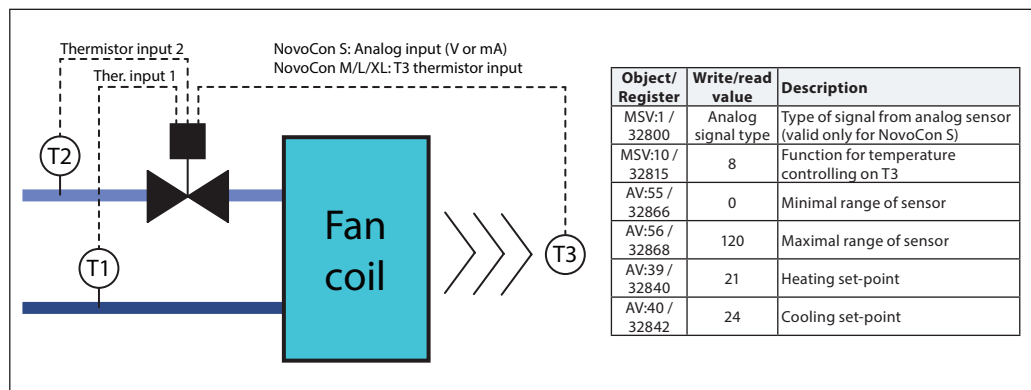 Thermistor input 2
Ther. input 1
NovoCon S: Analog input (V or mA)
NovoCon M/L/XL: T3 thermistor input
T2
T1
Fan
coil
T3
Object/
Register
Write/read
value
Description
MSV:1 /
32800
Analog
signal type
Type of signal from analog sensor
(valid only for NovoCon S)
MSV:10 /
32815
8
Function for temperature
controlling on T3
AV:55 /
32866
0
Minimal range of sensor
AV:56 /
32868
120
Maximal range of sensor
AV:39 /
32840
21
Heating set-point
AV:40 /
32842
24
Cooling set-point